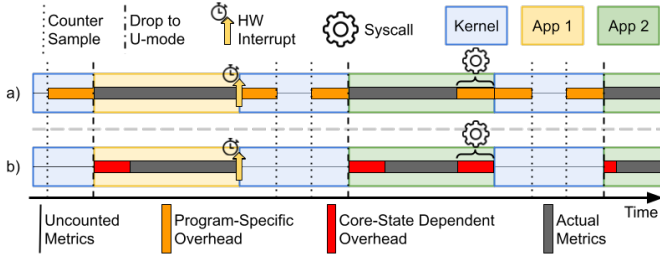 Counter
Sample
Drop to
U-mode
HW
Interrupt
Syscall
Kernel
App 1
App 2
a)
b)
Time
Uncounted
Metrics
Program-Specific
Overhead
Core-State Dependent
Overhead
Actual
Metrics